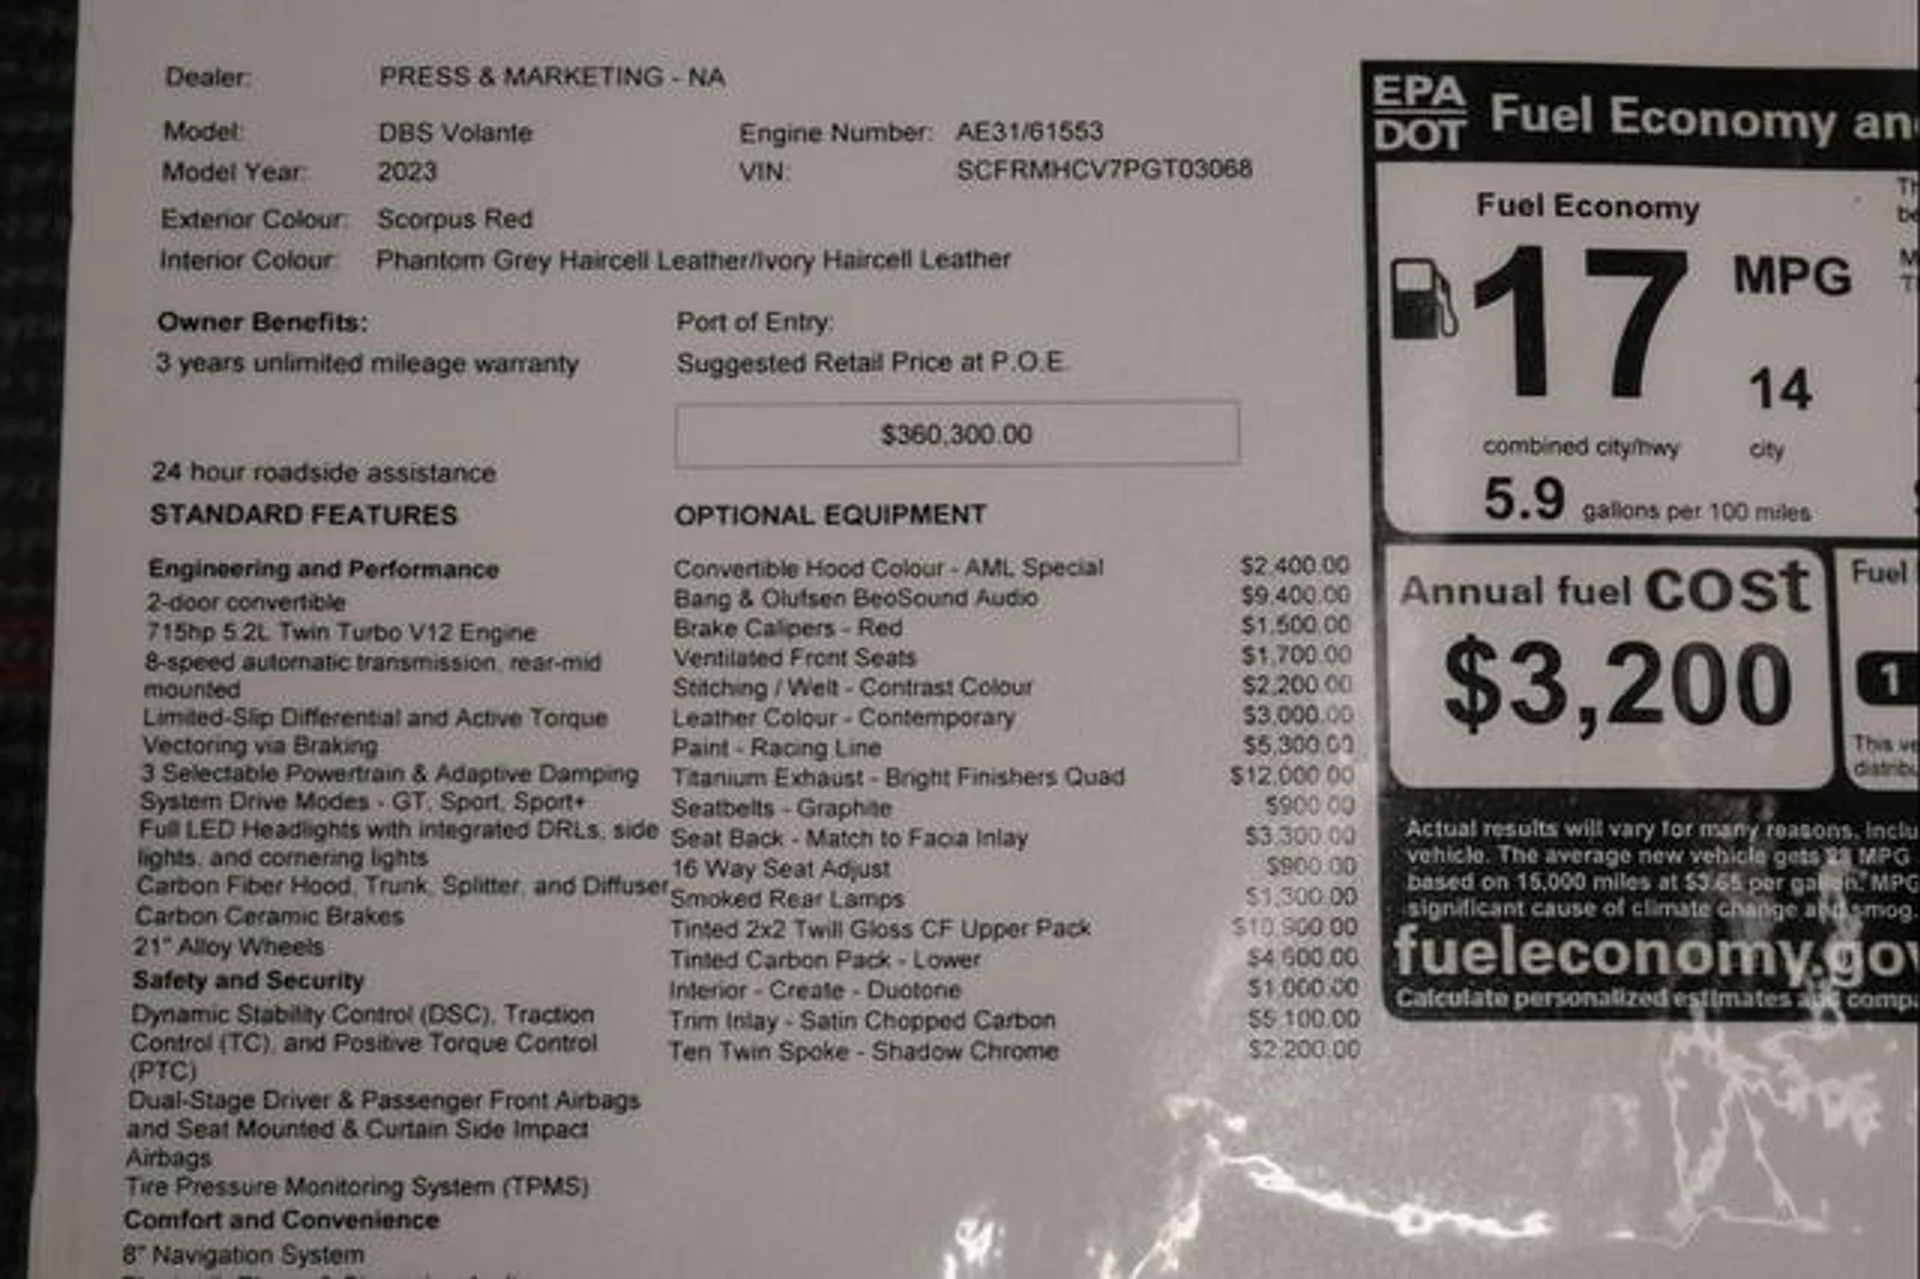 Dealer: PRESS & MARKETING - NA
Model: DBS Volante Engine Number: AE31/61553
Model Year: 2023 VIN: SCFRMHCV7PGT03068
Exterior Colour: Scorpus Red
Interior Colour: Phantom Grey Haircell Leather/Ivory Haircell Leather
Owner Benefits:
3 years unlimited mileage warranty
24 hour roadside assistance
Port of Entry:
Suggested Retail Price at P.O.E.
$360,300.00
STANDARD FEATURES
Engineering and Performance
2-door convertible
715hp 5.2L Twin Turbo V12 Engine
8-speed automatic transmission, rear-mid
mounted
Limited-Slip Differential and Active Torque
Vectoring via Braking
3 Selectable Powertrain & Adaptive Damping
System Drive Modes - GT, Sport, Sport+
Full LED Headlights with integrated DRLs, side
lights, and cornering lights
Carbon Fiber Hood, Trunk, Splitter, and Diffuser
Carbon Ceramic Brakes
21" Alloy Wheels
Safety and Security
Dynamic Stability Control (DSC), Traction
Control (TC), and Positive Torque Control
(PTC)
Dual-Stage Driver & Passenger Front Airbags
and Seat Mounted & Curtain Side Impact
Airbags
Tire Pressure Monitoring System (TPMS)
Comfort and Convenience
8" Navigation System
OPTIONAL EQUIPMENT
Convertible Hood Colour - AML Special $2,400.00
Bang & Olufsen BeoSound Audio $9,400.00
Brake Calipers - Red $1,500.00
Ventilated Front Seats $1,700.00
Stitching / Welt - Contrast Colour $2,200.00
Leather Colour - Contemporary $3,000.00
Paint - Racing Line $5,300.00
Titanium Exhaust - Bright Finishers Quad $12,000.00
Seatbelts - Graphite $900.00
Seat Back - Match to Facia Inlay $3,300.00
16 Way Seat Adjust $900.00
Smoked Rear Lamps $1,300.00
Tinted 2x2 Twill Gloss CF Upper Pack $10,900.00
Tinted Carbon Pack - Lower $4,600.00
Interior - Create - Duotone $1,000.00
Trim Inlay - Satin Chopped Carbon $5,100.00
Ten Twin Spoke - Shadow Chrome $2,200.00
EPA
DOT
Fuel Economy an
Fuel Economy
17 MPG
14
combined city/hwy city
5.9 gallons per 100 miles
Annual fuel cost
$3,200
Fuel
1
This ve
distribu
Actual results will vary for many reasons, inclu
vehicle. The average new vehicle gets MPG
based on 15,000 miles at $3.65 per gallon. MPG
significant cause of climate change and smog.
fueleconomy.gov
Calculate personalized estimates and compa